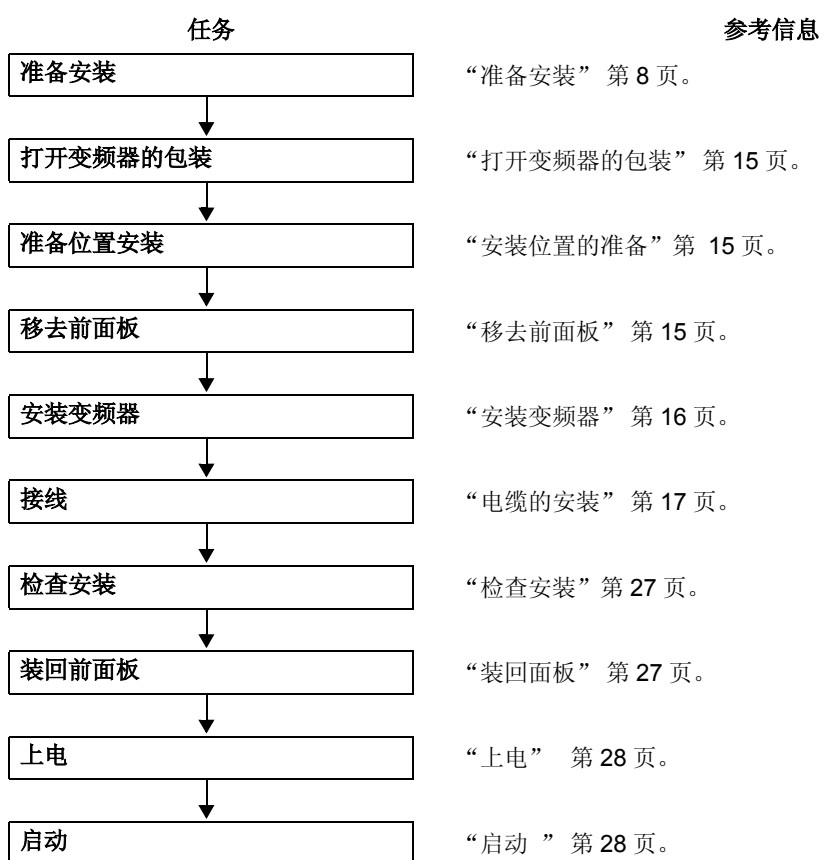 任务 参考信息
准备安装 “准备安装” 第 8 页。
打开变频器的包装 “打开变频器的包装” 第 15 页。
准备位置安装 “安装位置的准备”第 15 页。
移去前面板 “移去前面板” 第 15 页。
安装变频器 “安装变频器” 第 16 页。
接线 “电缆的安装” 第 17 页。
检查安装 “检查安装”第 27 页。
装回前面板 “装回面板” 第 27 页。
上电 “上电” 第 28 页。
启动 “启动 ” 第 28 页。